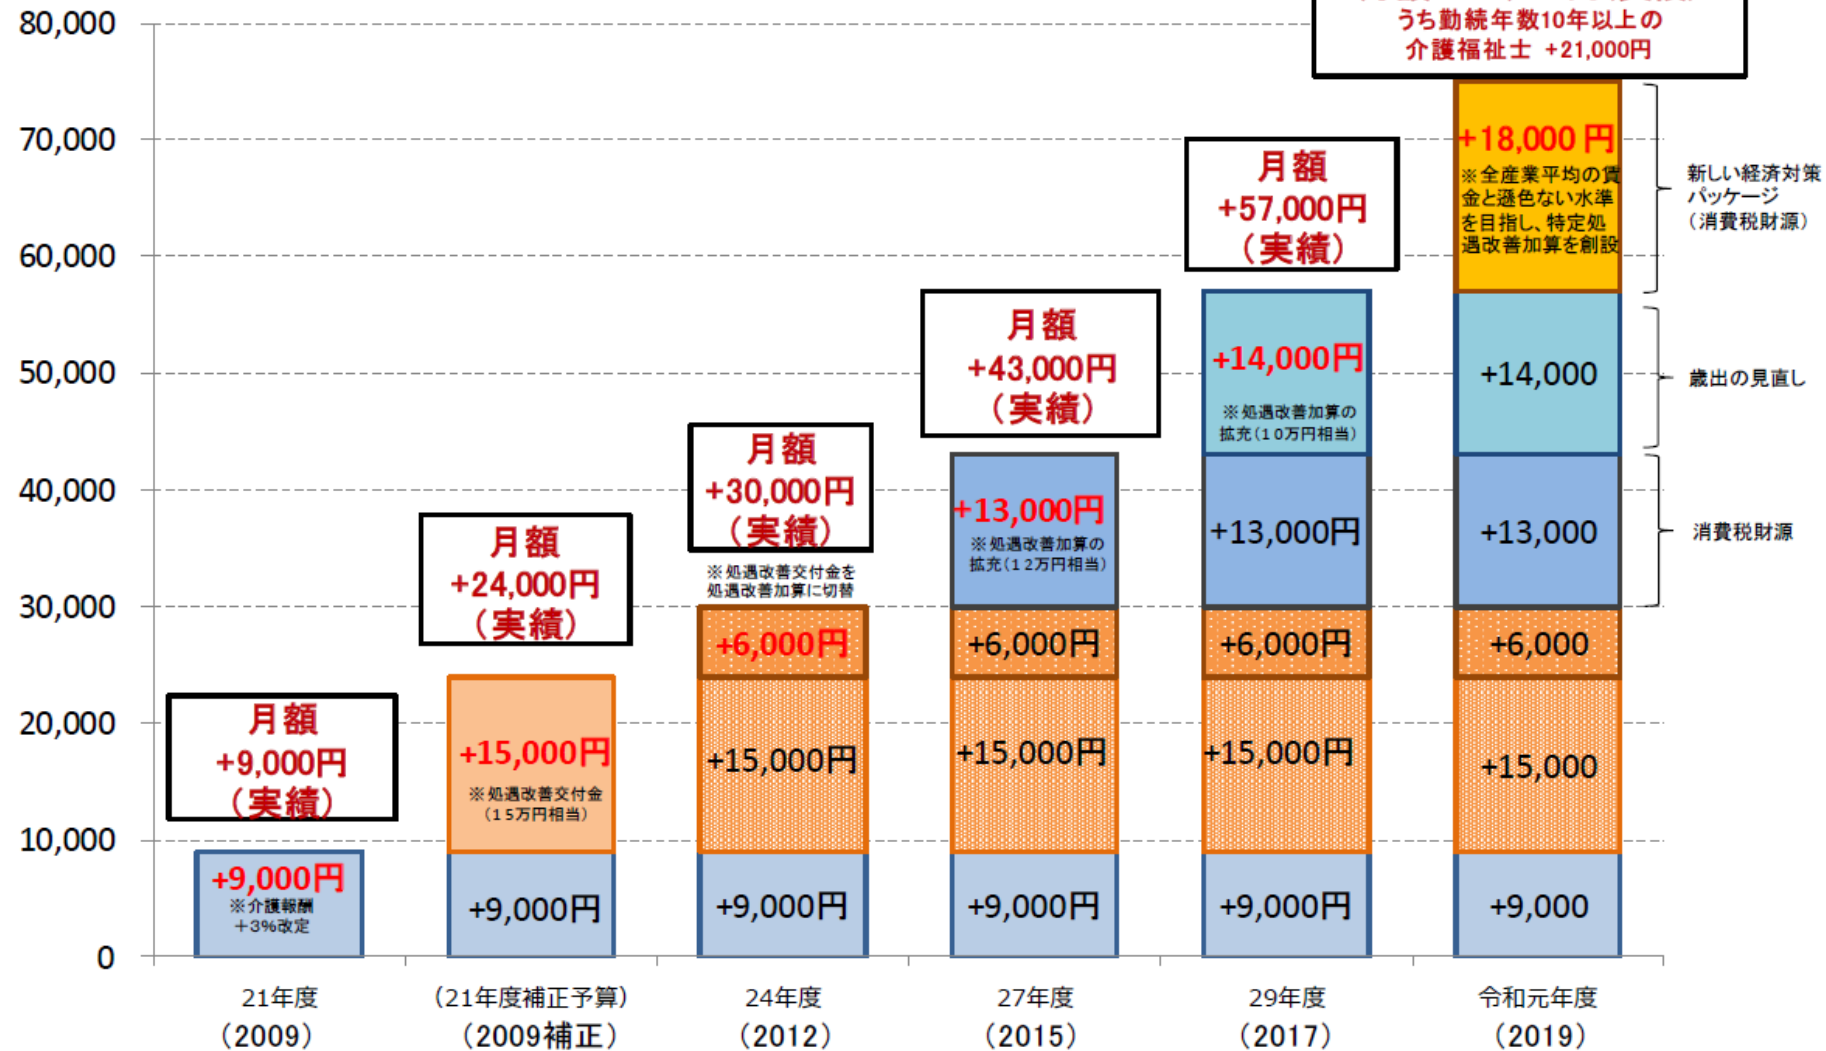 80,000
70,000
60,000
50,000
40,000
30,000
20,000
10,000
0
月額
+9,000円
（実績）
+9,000円
※介護報酬
+3%改定
21年度
（2009）
月額
+24,000円
（実績）
+15,000円
※処遇改善交付金
（15万円相当）
+9,000円
（21年度補正予算）
（2009補正）
月額
+30,000円
（実績）
※処遇改善交付金を
処遇改善加算に切替
+6,000円
+15,000円
+9,000円
24年度
（2012）
月額
+43,000円
（実績）
+13,000円
※処遇改善加算の
拡充（12万円相当）
+6,000円
+15,000円
+9,000円
27年度
（2015）
月額
+57,000円
（実績）
+14,000円
※処遇改善加算の
拡充（10万円相当）
+13,000円
+6,000円
+15,000円
+9,000円
29年度
（2017）
うち勤続年数10年以上の
介護福祉士 +21,000円
+18,000円
※全産業平均の賃
金と遜色ない水準
を目指し、特定処
遇改善加算を創設
+14,000
+13,000
+6,000
+15,000
+9,000
令和元年度
（2019）
新しい経済対策
パッケージ
（消費税財源）
歳出の見直し
消費税財源